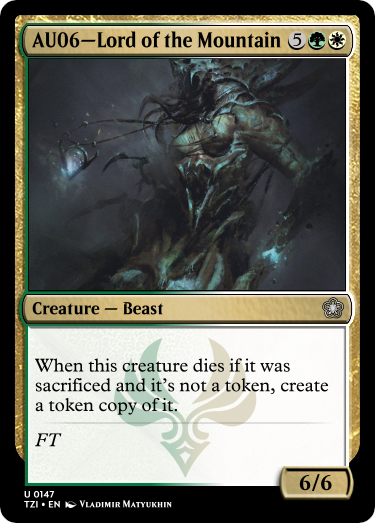 AU06—Lord of the Mountain 5
Creature — Beast
When this creature dies if it was
sacrificed and it's not a token, create
a token copy of it.
FT
6/6
U 0147
TZI • EN Vladimir Matyukhin